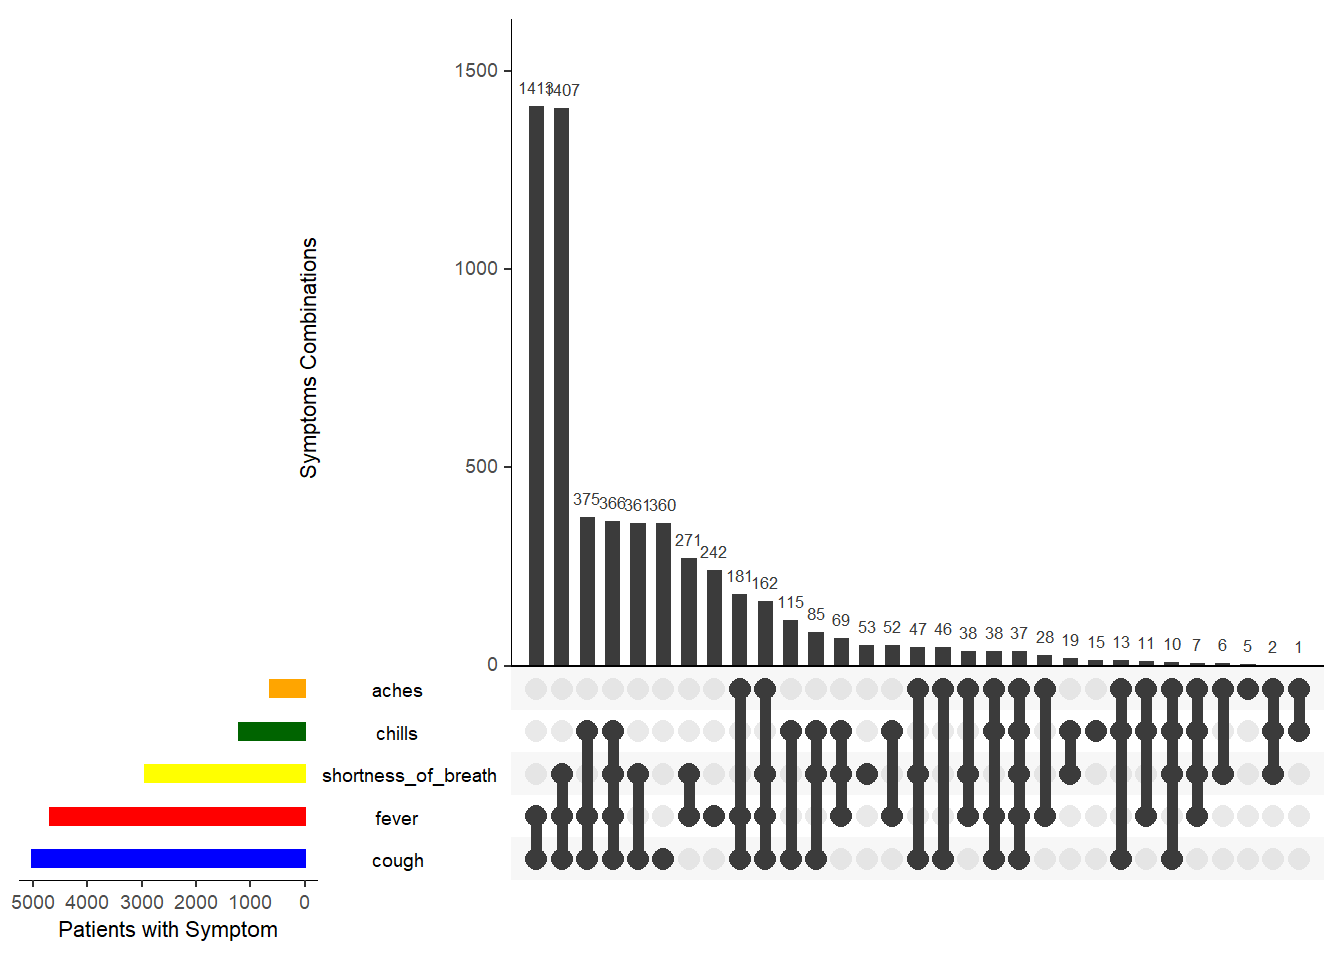 1500
1000
500
0
Symptoms Combinations
1413 1407 375 366 361 360 271 242 181 162 115 85 69 53 52 47 46 38 38 37 28 19 15 13 11 10 7 6 5 2 1
aches
chills
shortness_of_breath
fever
cough
5000 4000 3000 2000 1000 0
Patients with Symptom